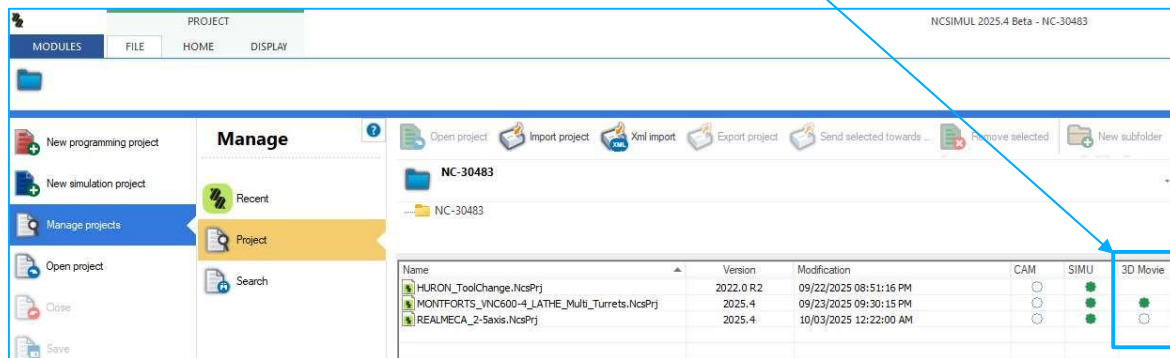 PROJECT
NCSIMUL 2025.4 Beta - NC-30483
MODULES FILE HOME DISPLAY
New programming project
New simulation project
Manage projects
Open project
Close
Save
Manage
Recent
Project
Search
Open project Import project Xml import Export project Send selected towards ... Remove selected New subfolder
NC-30483
NC-30483
Name Version Modification CAM SIMU 3D Movie
HURON_ToolChange.NcsPrj 2022.0 R2 09/22/2025 08:51:16 PM
MONTFORTS_VNC600-4_LATHE_Multi_Turrets.NcsPrj 2025.4 09/23/2025 09:30:15 PM
REALMECA_2-5axis.NcsPrj 2025.4 10/03/2025 12:22:00 AM